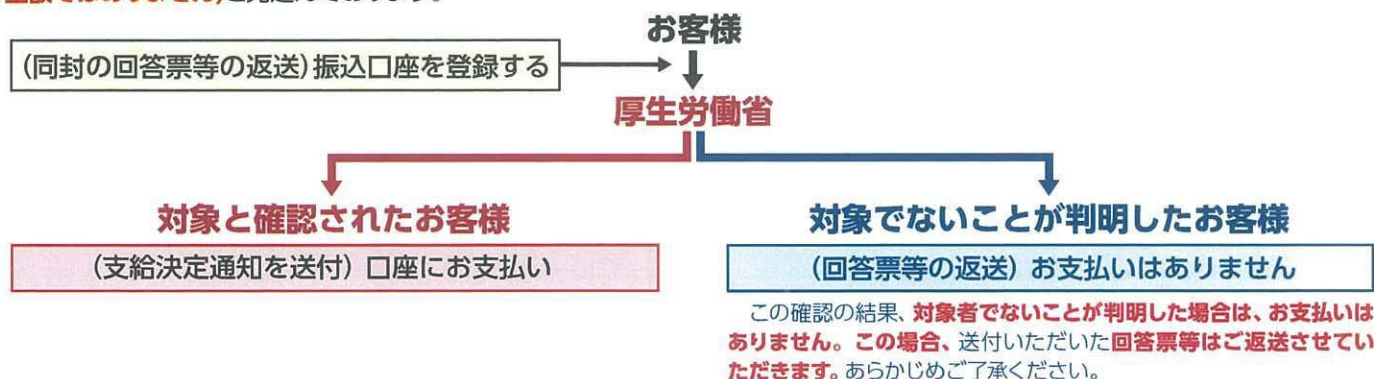 お客様
(同封の回答票等の返送)振込口座を登録する
厚生労働省
対象と確認されたお客様
(支給決定通知を送付) 口座にお支払い
対象でないことが判明したお客様
(回答票等の返送) お支払いはありません
この確認の結果、対象者でないことが判明した場合は、お支払いは
ありません。この場合、送付いただいた回答票等はご返送させてい
ただきます。あらかじめご了承ください。